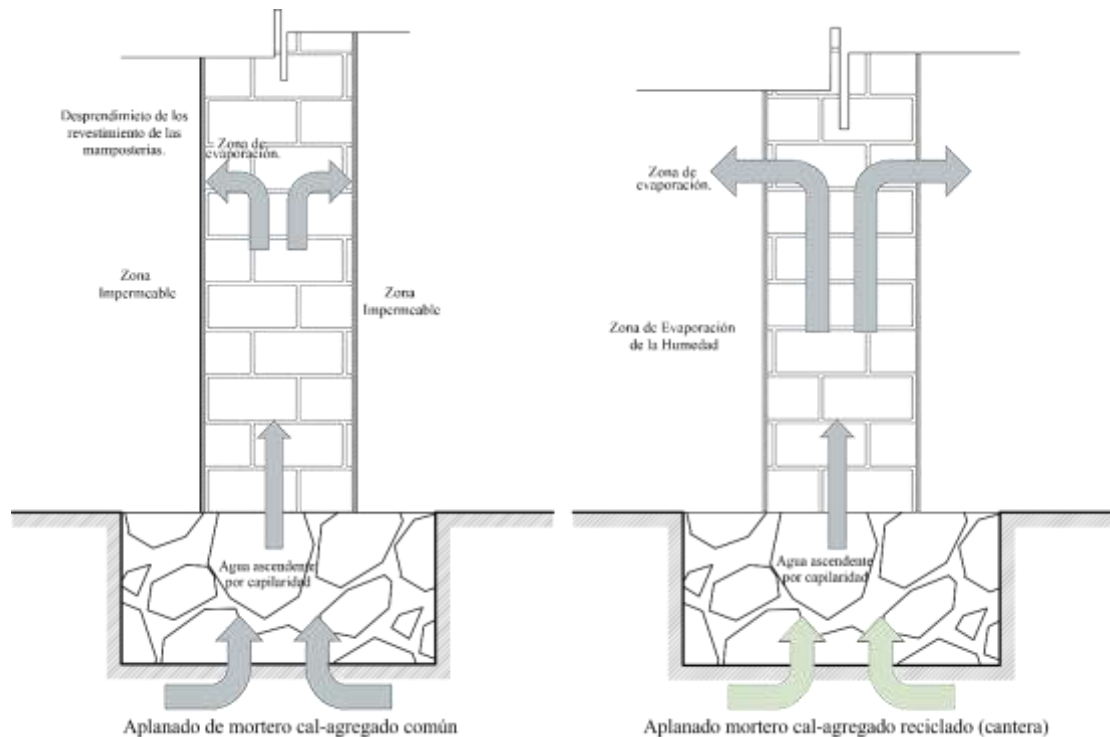 Desprendimieto de los
revestimiento de las
mamposterias.
Zona de
evaporación.
Zona
Impermeable
Zona
Impermeable
Agua ascendente
por capilaridad
Aplanado de mortero cal-agregado común
Zona de
evaporación.
Zona de Evaporación
de la Humedad
Agua ascendente
por capilaridad
Aplanado mortero cal-agregado reciclado (cantera)